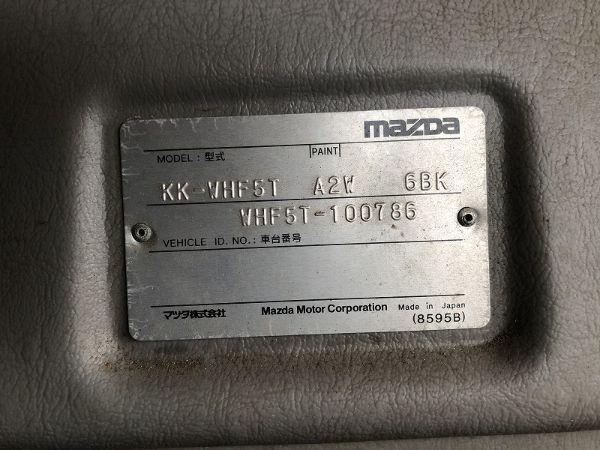 mazda
MODEL : 型式 PAINT
KK-WHF5T A2W 6BK
WHF5T-100786
VEHICLE ID. NO. : 車台番号
マツダ株式会社 Mazda Motor Corporation Made in Japan
(8595B)